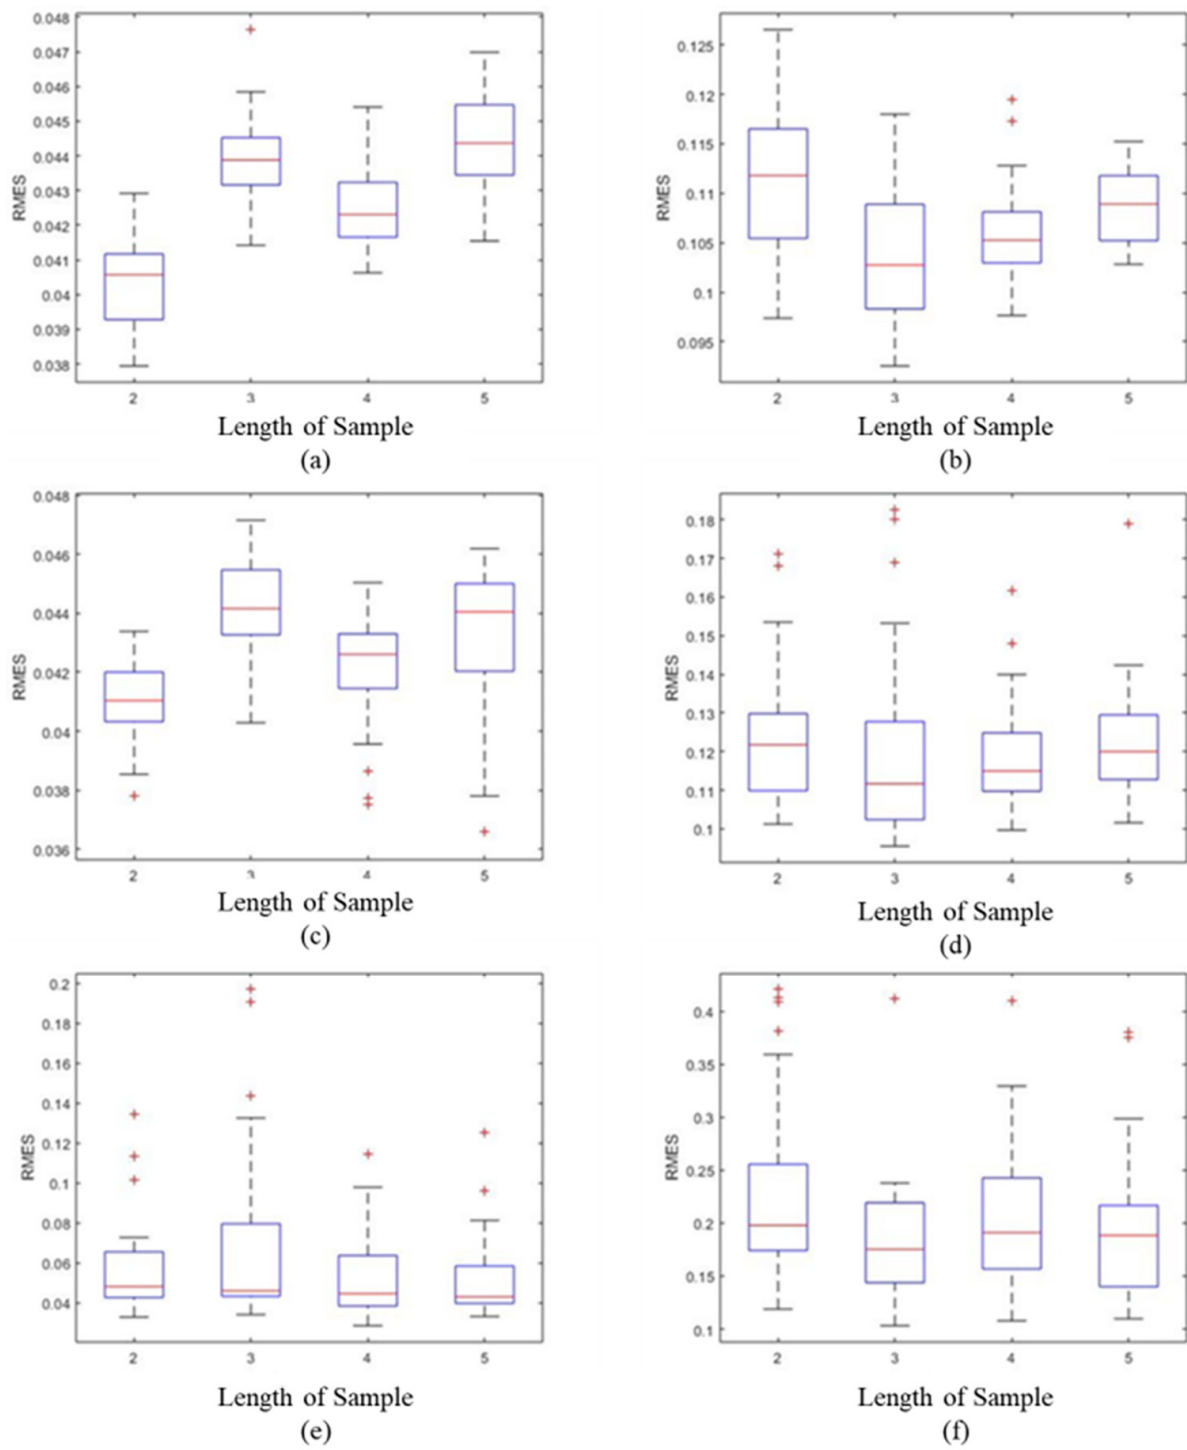 0.048
0.047
0.046
0.045
0.044
0.043
0.042
0.041
0.04
0.039
0.038
RMES
2 3 4 5
Length of Sample
(a)
0.125
0.12
0.115
0.11
0.105
0.1
0.095
RMES
2 3 4 5
Length of Sample
(b)
0.048
0.046
0.044
0.042
0.04
0.038
0.036
RMES
2 3 4 5
Length of Sample
(c)
0.18
0.17
0.16
0.15
0.14
0.13
0.12
0.11
0.1
RMES
2 3 4 5
Length of Sample
(d)
0.2
0.18
0.16
0.14
0.12
0.1
0.08
0.06
0.04
RMES
2 3 4 5
Length of Sample
(e)
0.4
0.35
0.3
0.25
0.2
0.15
0.1
RMES
2 3 4 5
Length of Sample
(f)